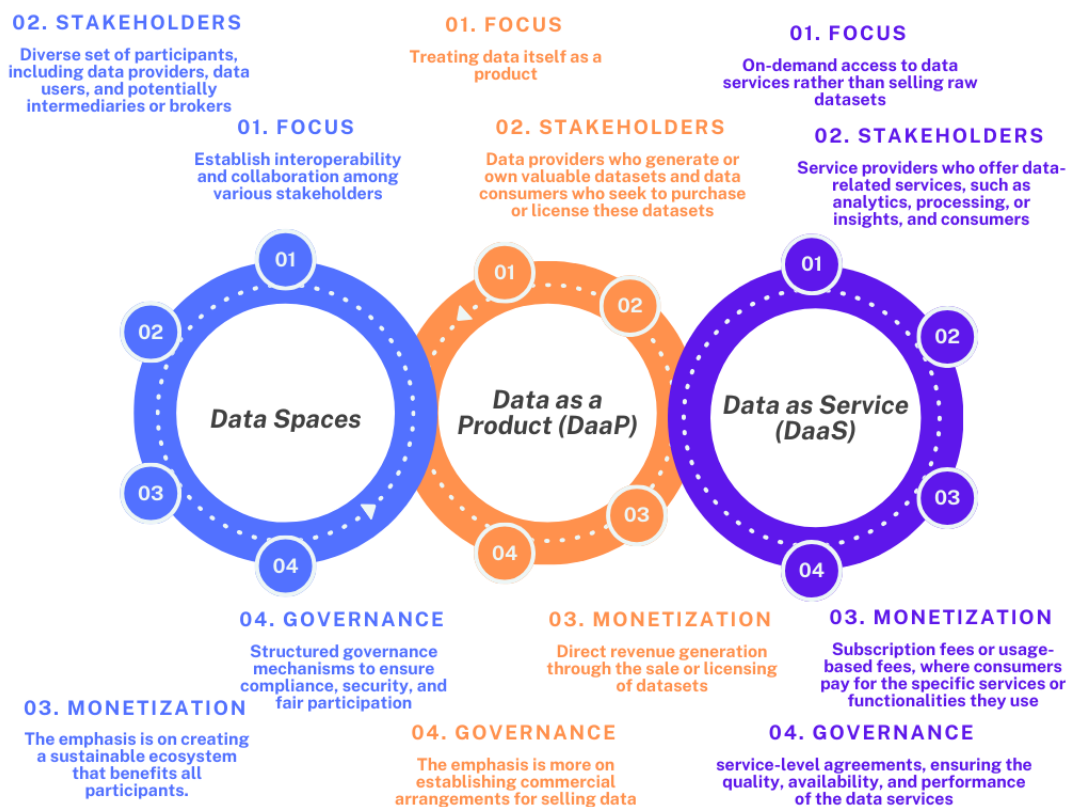 02. STAKEHOLDERS
Diverse set of participants,
including data providers, data
users, and potentially
intermediaries or brokers
01. FOCUS
Establish interoperability
and collaboration among
various stakeholders
01
02
Data Spaces
03
04
04. GOVERNANCE
Structured governance
mechanisms to ensure
compliance, security, and
fair participation
03. MONETIZATION
The emphasis is on creating
a sustainable ecosystem
that benefits all
participants.
01. FOCUS
Treating data itself as a
product
02. STAKEHOLDERS
Data providers who generate or
own valuable datasets and data
consumers who seek to purchase
or license these datasets
01
02
Data as a
Product (DaaP)
03
04
03. MONETIZATION
Direct revenue generation
through the sale or licensing
of datasets
04. GOVERNANCE
The emphasis is more on
establishing commercial
arrangements for selling data
01. FOCUS
On-demand access to data
services rather than selling raw
datasets
02. STAKEHOLDERS
Service providers who offer data-
related services, such as
analytics, processing, or
insights, and consumers
01
02
Data as Service
(DaaS)
03
04
03. MONETIZATION
Subscription fees or usage-
based fees, where consumers
pay for the specific services or
functionalities they use
04. GOVERNANCE
service-level agreements, ensuring the
quality, availability, and performance
of the data services